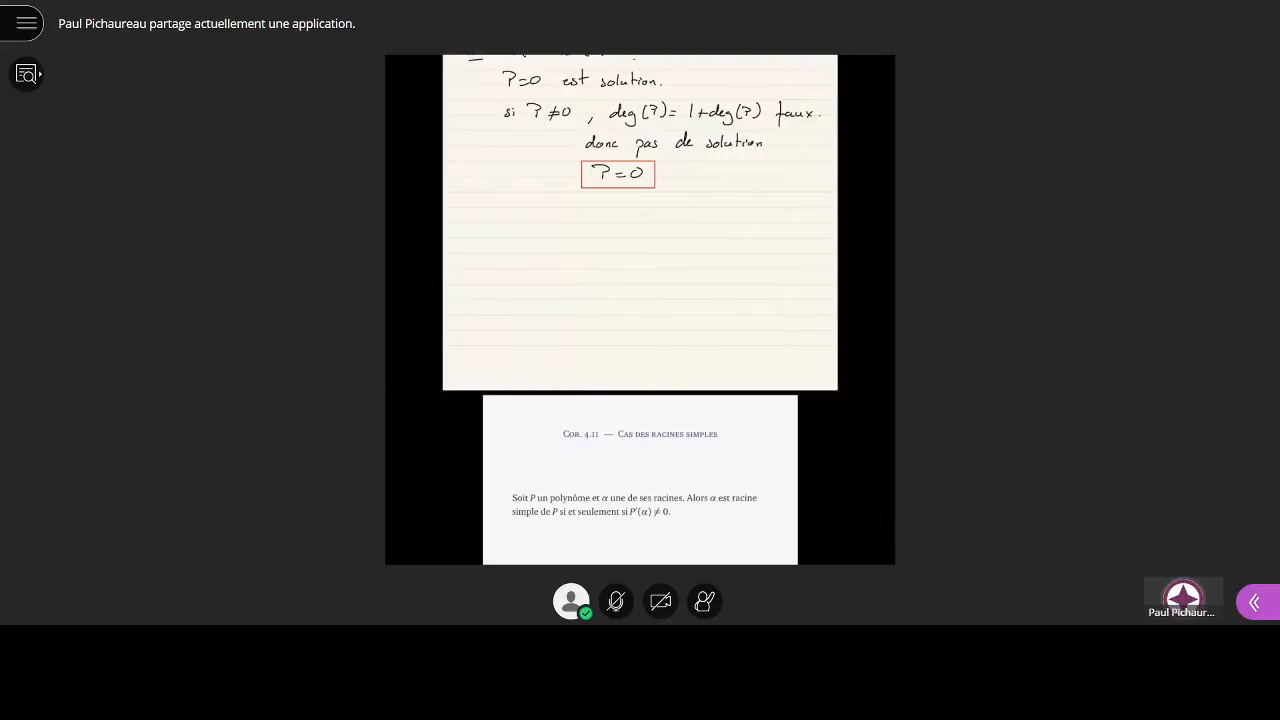 Paul Pichaureau partage actuellement une application.
P=0 est solution.
si P≠0, deg(P)= 1+deg(P) faux.
donc pas de solution
P=0
Cor. 4.11 — Cas des racines simples
Soit P un polynôme et α une de ses racines. Alors α est racine
simple de P si et seulement si P′(α) ≠ 0.
Paul Pichaur...